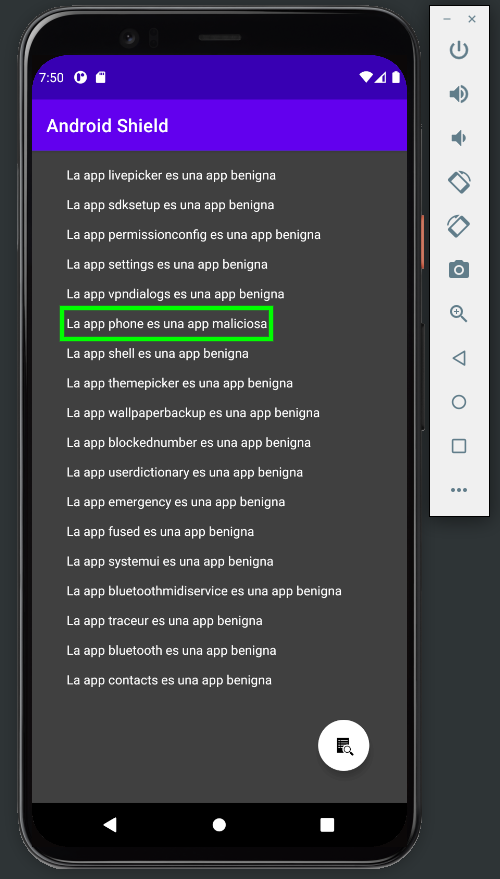 7:50
Android Shield
La app livepicker es una app benigna
La app sdksetup es una app benigna
La app permissionconfig es una app benigna
La app settings es una app benigna
La app vpndialogs es una app benigna
La app phone es una app maliciosa
La app shell es una app benigna
La app themepicker es una app benigna
La app wallpaperbackup es una app benigna
La app blockednumber es una app benigna
La app userdictionary es una app benigna
La app emergency es una app benigna
La app fused es una app benigna
La app systemui es una app benigna
La app bluetoothmidiservice es una app benigna
La app traceur es una app benigna
La app bluetooth es una app benigna
La app contacts es una app benigna